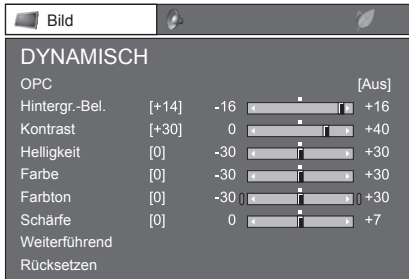 Bild
DYNAMISCH
OPC [Aus]
Hintergr.-Bel. [+14] -16 +16
Kontrast [+30] 0 +40
Helligkeit [0] -30 +30
Farbe [0] -30 +30
Farbton [0] -30 +30
Schärfe [0] 0 +7
Weiterführend
Rücksetzen